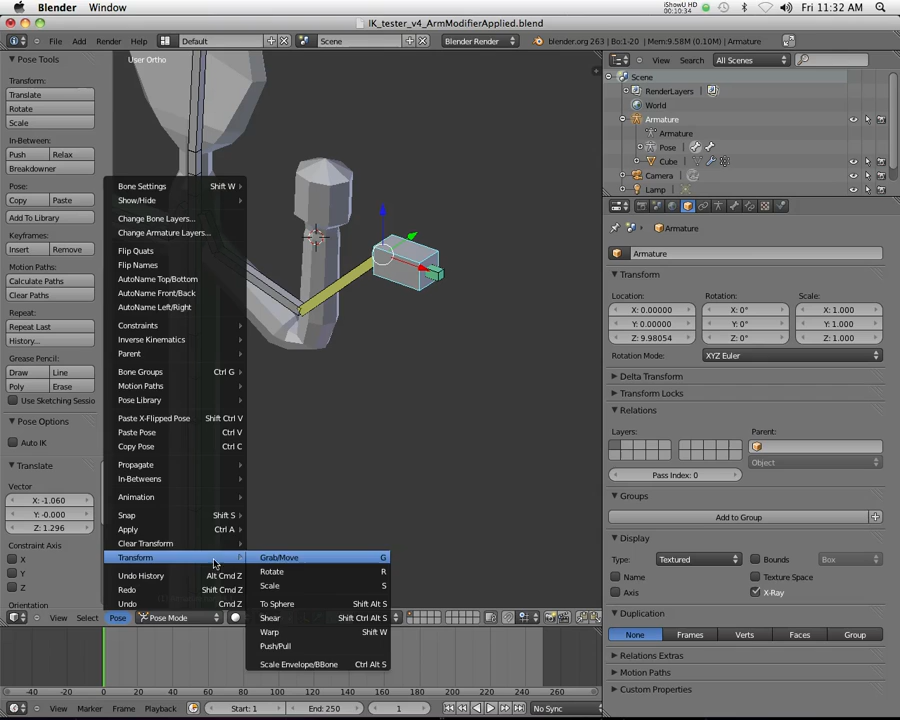 Blender Window
iShowU HD
00:10:34
Fri 11:32 AM
IK_tester_v4_ArmModifierApplied.blend
File Add Render Help
Default
Scene
Blender Render
blender.org 263 | Bo:1-20 | Mem:9.58M (0.10M) | Armature
Pose Tools
Transform:
Translate
Rotate
Scale
In-Between:
Push Relax
Breakdowner
Pose:
Copy Paste
Add To Library
Keyframes:
Insert Remove
Motion Paths:
Calculate Paths
Clear Paths
Repeat:
Repeat Last
History...
Grease Pencil:
Draw Line
Poly Erase
Use Sketching Sessio
Pose Options
Auto IK
Translate
Vector
X: -1.060
Y: -0.000
Z: 1.296
Constraint Axis
X
Y
Z
Orientation
User Ortho
Bone Settings Shift W
Show/Hide
Change Bone Layers...
Change Armature Layers...
Flip Quats
Flip Names
AutoName Top/Bottom
AutoName Front/Back
AutoName Left/Right
Constraints
Inverse Kinematics
Parent
Bone Groups Ctrl G
Motion Paths
Pose Library
Paste X-Flipped Pose Shift Ctrl V
Paste Pose Ctrl V
Copy Pose Ctrl C
Propagate
In-Betweens
Animation
Snap Shift S
Apply Ctrl A
Clear Transform
Transform
Undo History Alt Cmd Z
Redo Shift Cmd Z
Undo Cmd Z
Grab/Move G
Rotate R
Scale S
To Sphere Shift Alt S
Shear Shift Ctrl Alt S
Warp Shift W
Push/Pull
Scale Envelope/BBone Ctrl Alt S
View Select Pose Pose Mode
-40 -20 0 20 40 60 80 100 120 140 160 180 200 220 240 260
View Marker Frame Playback
Start: 1
End: 250
1
No Sync
View Search All Scenes
Scene
RenderLayers
World
Armature
Armature
Pose
Cube
Camera
Lamp
Armature
Armature
Transform
Location: Rotation: Scale:
X: 0.00000 X: 0° X: 1.000
Y: 0.00000 Y: 0° Y: 1.000
Z: 9.98054 Z: 0° Z: 1.000
Rotation Mode: XYZ Euler
Delta Transform
Transform Locks
Relations
Layers: Parent:
Object
Pass Index: 0
Groups
Add to Group
Display
Type: Textured Bounds Box
Name Texture Space
Axis X-Ray
Duplication
None Frames Verts Faces Group
Relations Extras
Motion Paths
Custom Properties